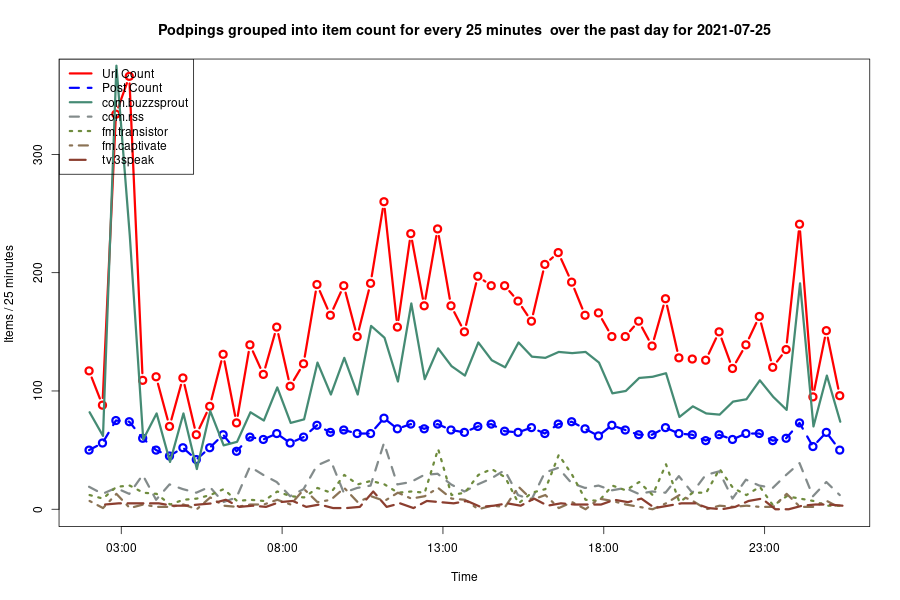 Podpings grouped into item count for every 25 minutes  over the past day for 2021-07-25
Url Count
Post Count
com.buzzsprout
com.rss
fm.transistor
fm.captivate
tv.3speak
Items / 25 minutes
300
200
100
0
03:00
08:00
13:00
18:00
23:00
Time